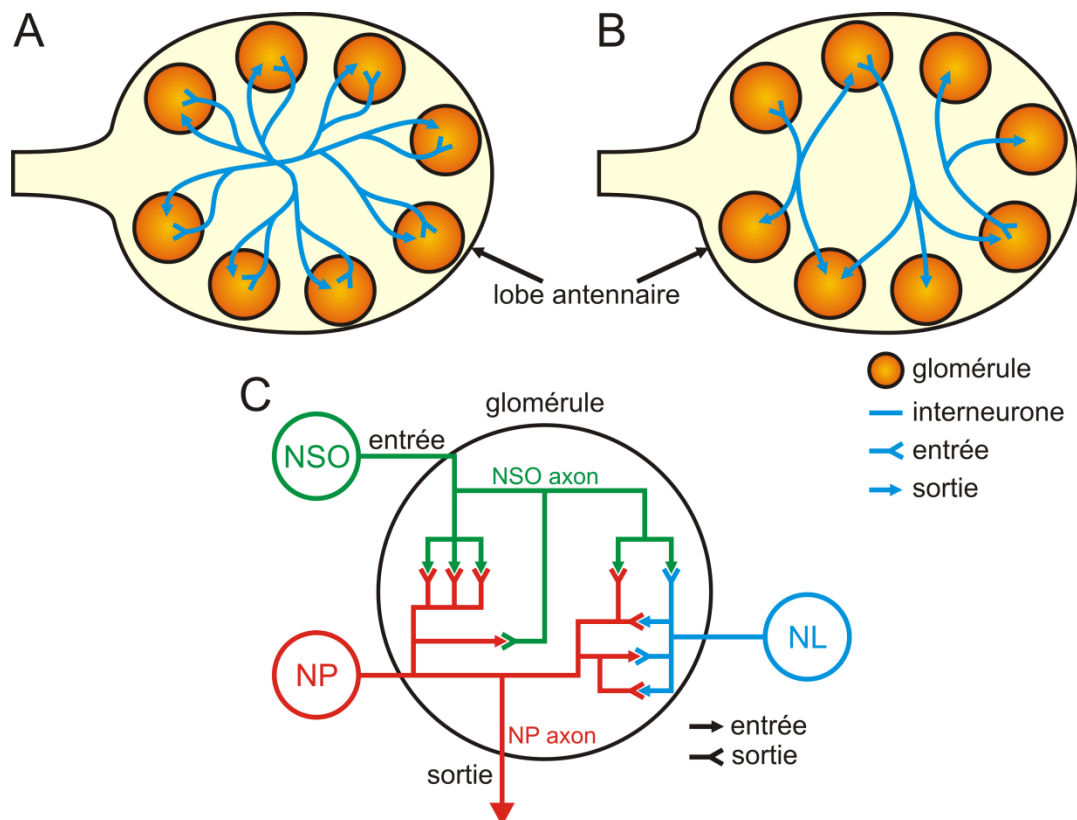 A
B
lobe antennaire
glomérule
interneurone
entrée
sortie
C
glomérule
NSO
entrée
NSO axon
NL
NP
NP axon
sortie
entrée
sortie